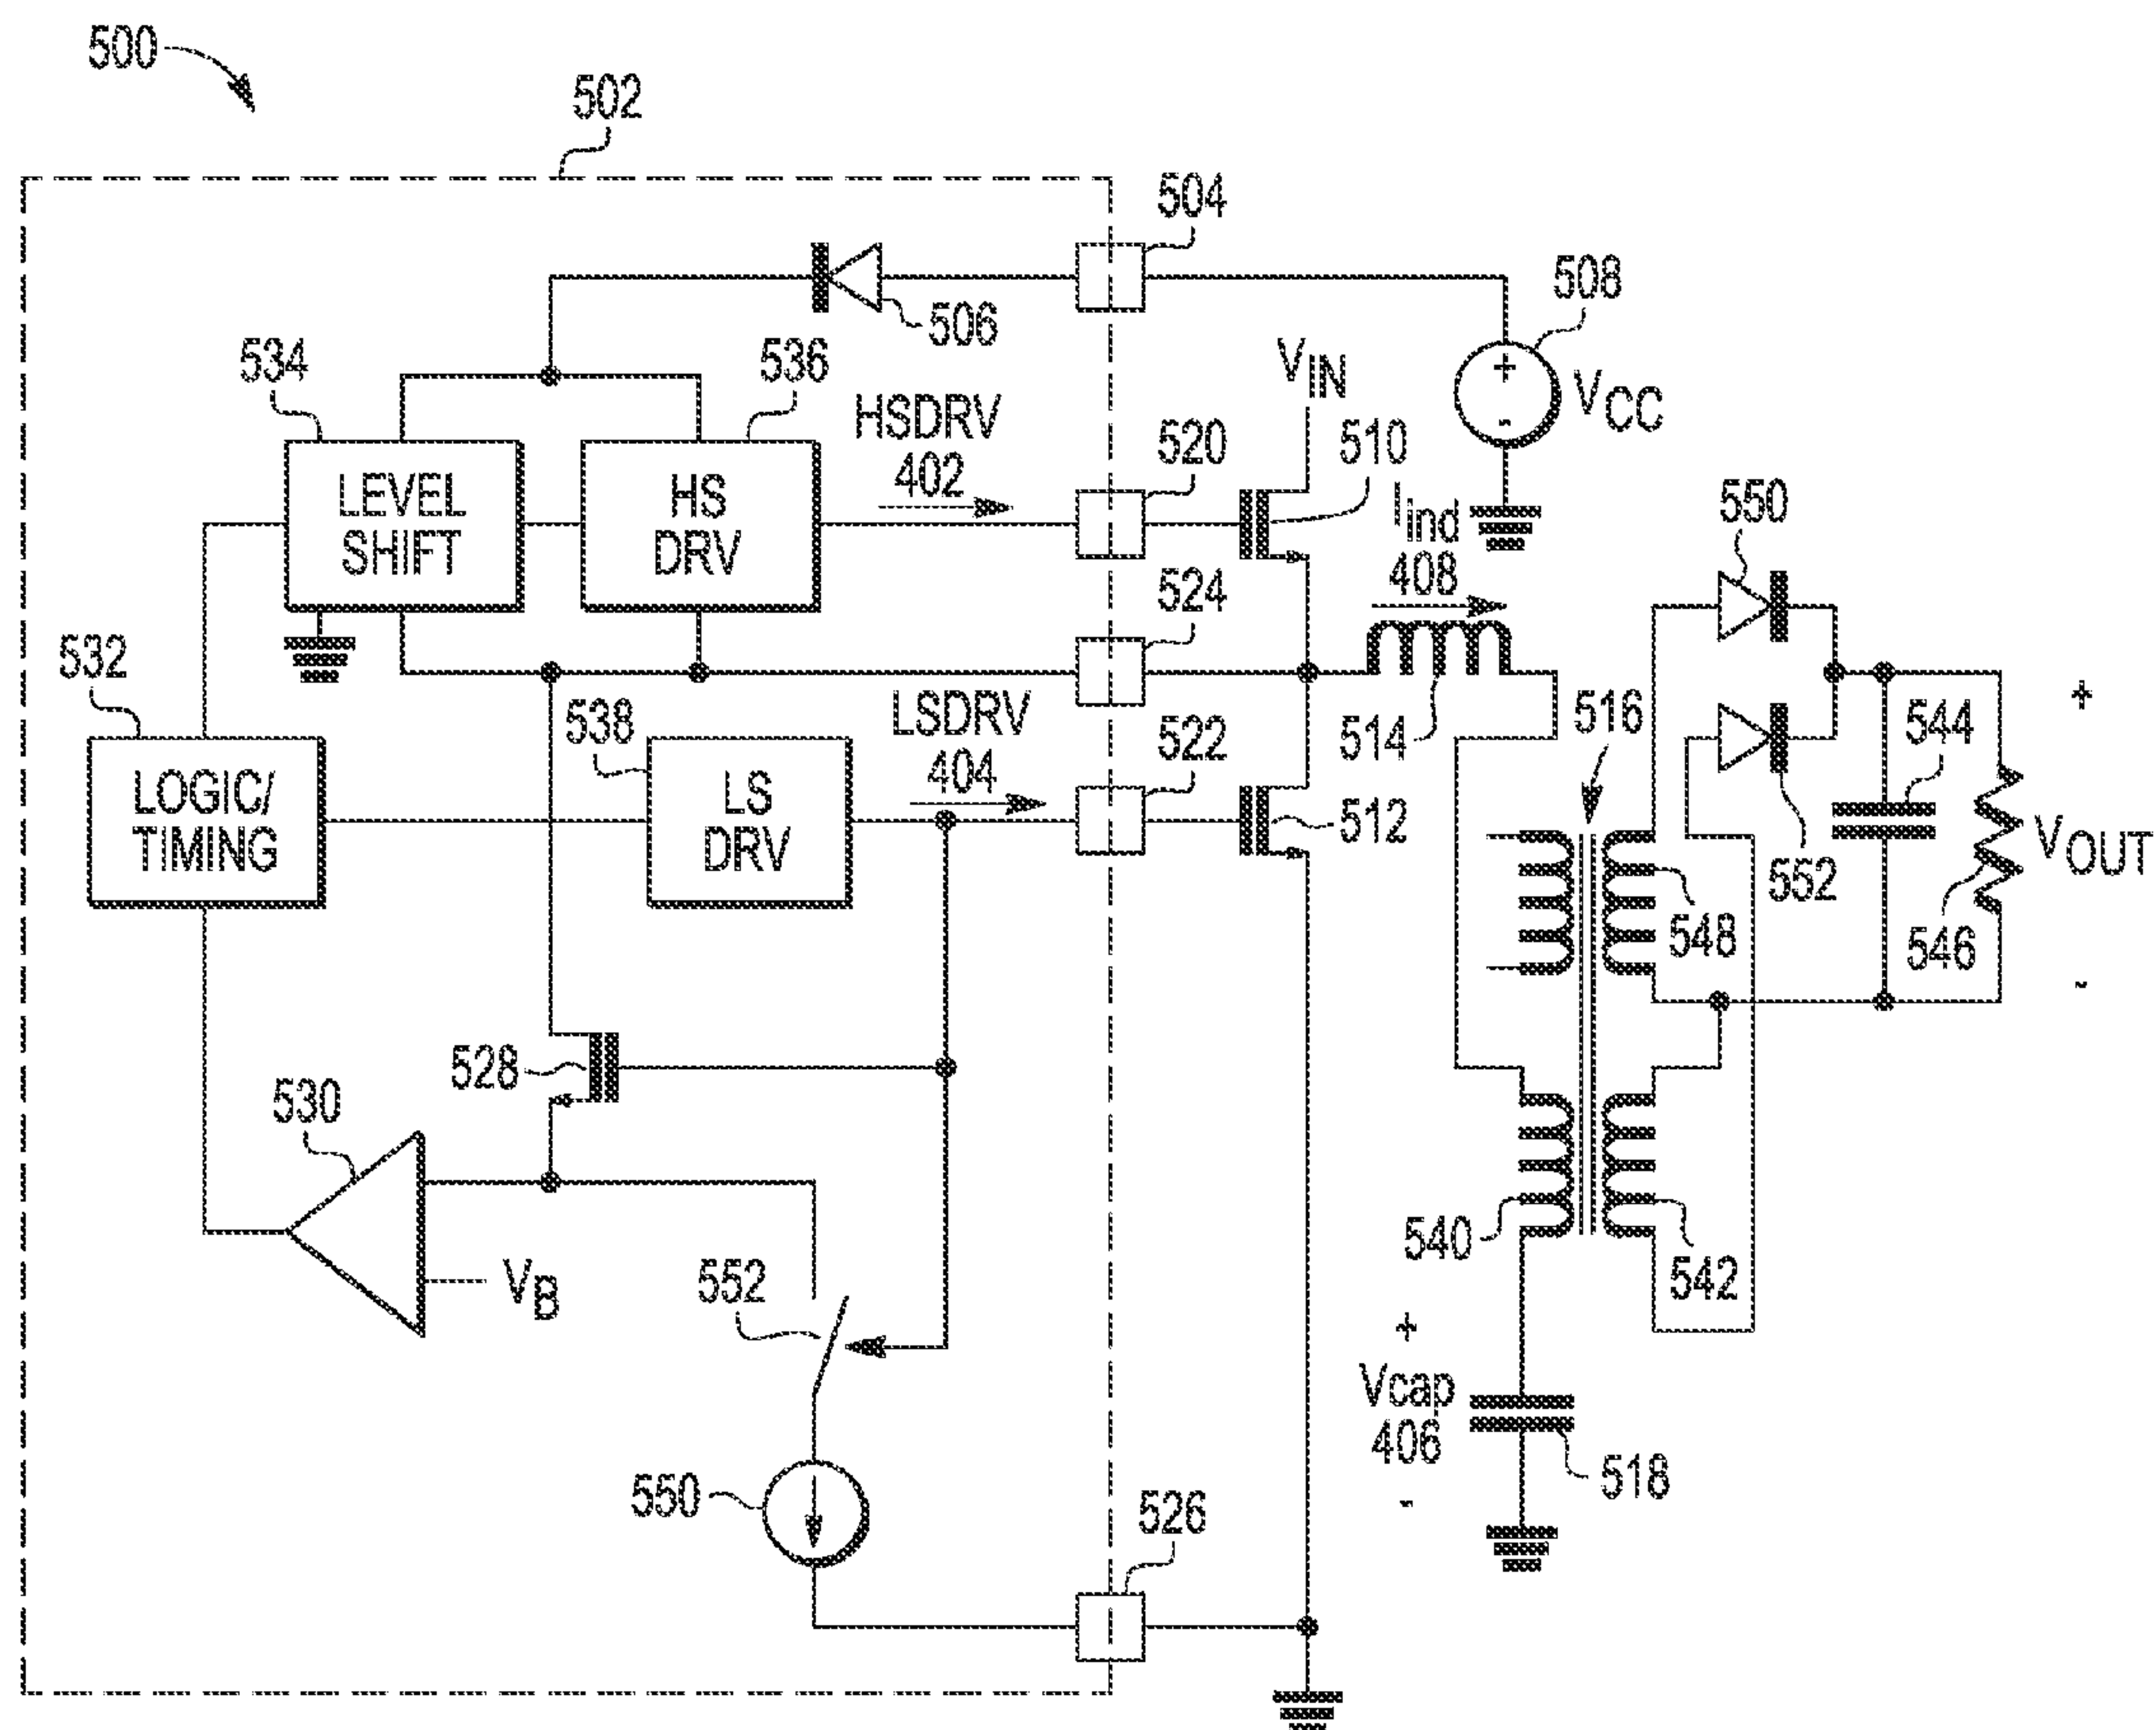 500
502
504
506
508
+
-
VCC
534
536
HSDRV
402
VIN
520
510
LEVEL
SHIFT
HS
DRV
Iind
408
550
524
532
538
LSDRV
404
522
514
516
552
544
+
VOUT
-
LOGIC/
TIMING
LS
DRV
512
548
546
528
530
VB
552
540
542
+
Vcap
406
-
518
550
526